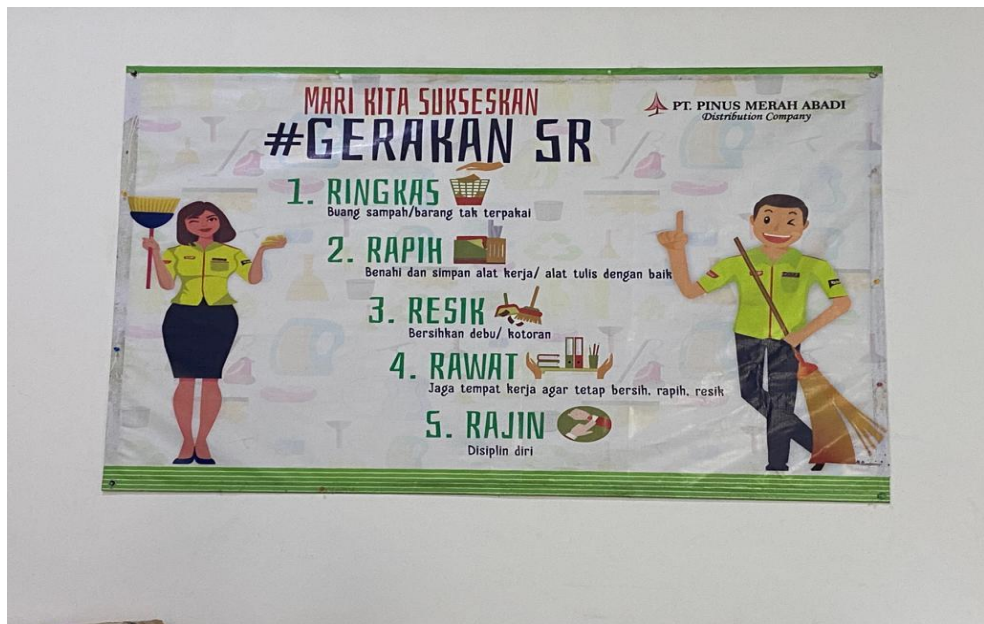 MARI KITA SUKSESKAN
#GERAKAN 5R
PT. PINUS MERAH ABADI
Distribution Company
1. RINGKAS
Buang sampah/barang tak terpakai
2. RAPIH
Benahi dan simpan alat kerja/ alat tulis dengan baik
3. RESIK
Bersihkan debu/ kotoran
4. RAWAT
Jaga tempat kerja agar tetap bersih, rapih, resik
5. RAJIN
Disiplin diri